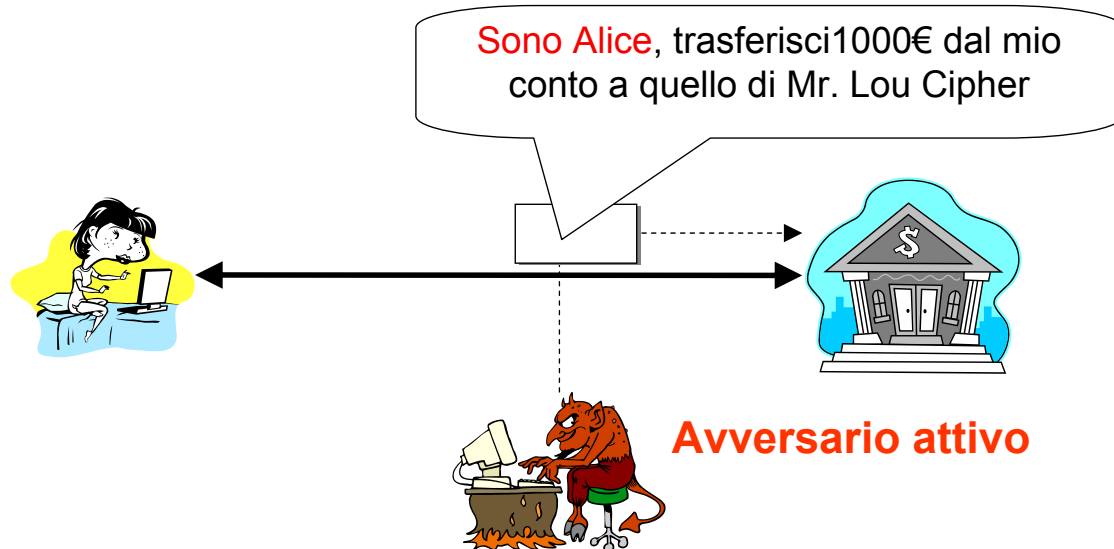 Sono Alice, trasferisci1000€ dal mio
conto a quello di Mr. Lou Cipher
$
Avversario attivo